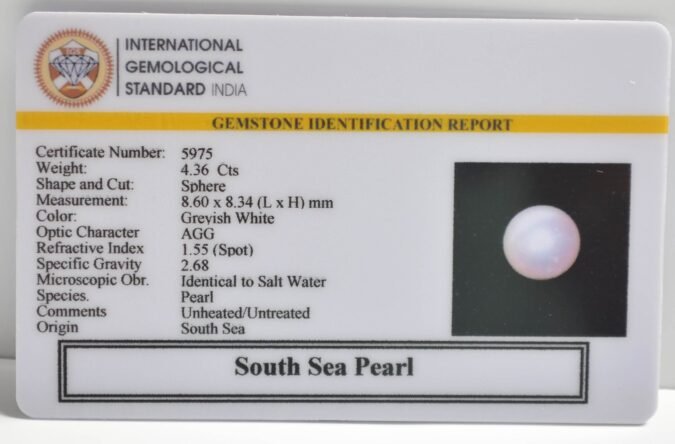 INTERNATIONAL
GEMOLOGICAL
STANDARD INDIA
GEMSTONE IDENTIFICATION REPORT
Certificate Number: 5975
Weight: 4.36 Cts
Shape and Cut: Sphere
Measurement: 8.60 x 8.34 (L x H) mm
Color: Greyish White
Optic Character AGG
Refractive Index 1.55 (Spot)
Specific Gravity 2.68
Microscopic Obr. Identical to Salt Water
Species. Pearl
Comments Unheated/Untreated
Origin South Sea
South Sea Pearl